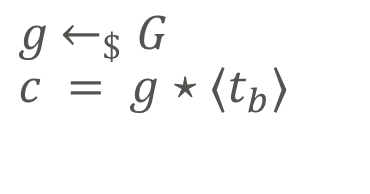 g ←$ G
c = g ⋆ ⟨t_b⟩